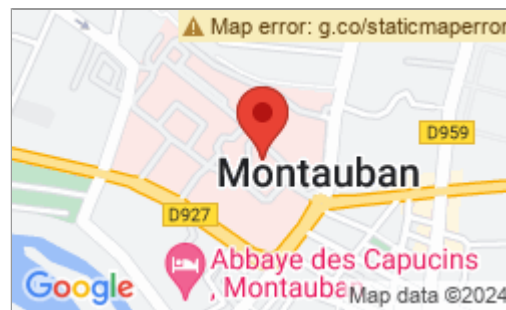 Map error: g.co/staticmaperror
D959
Montauban
D927
Abbaye des Capucins
, Montauban
Google
Map data ©2024